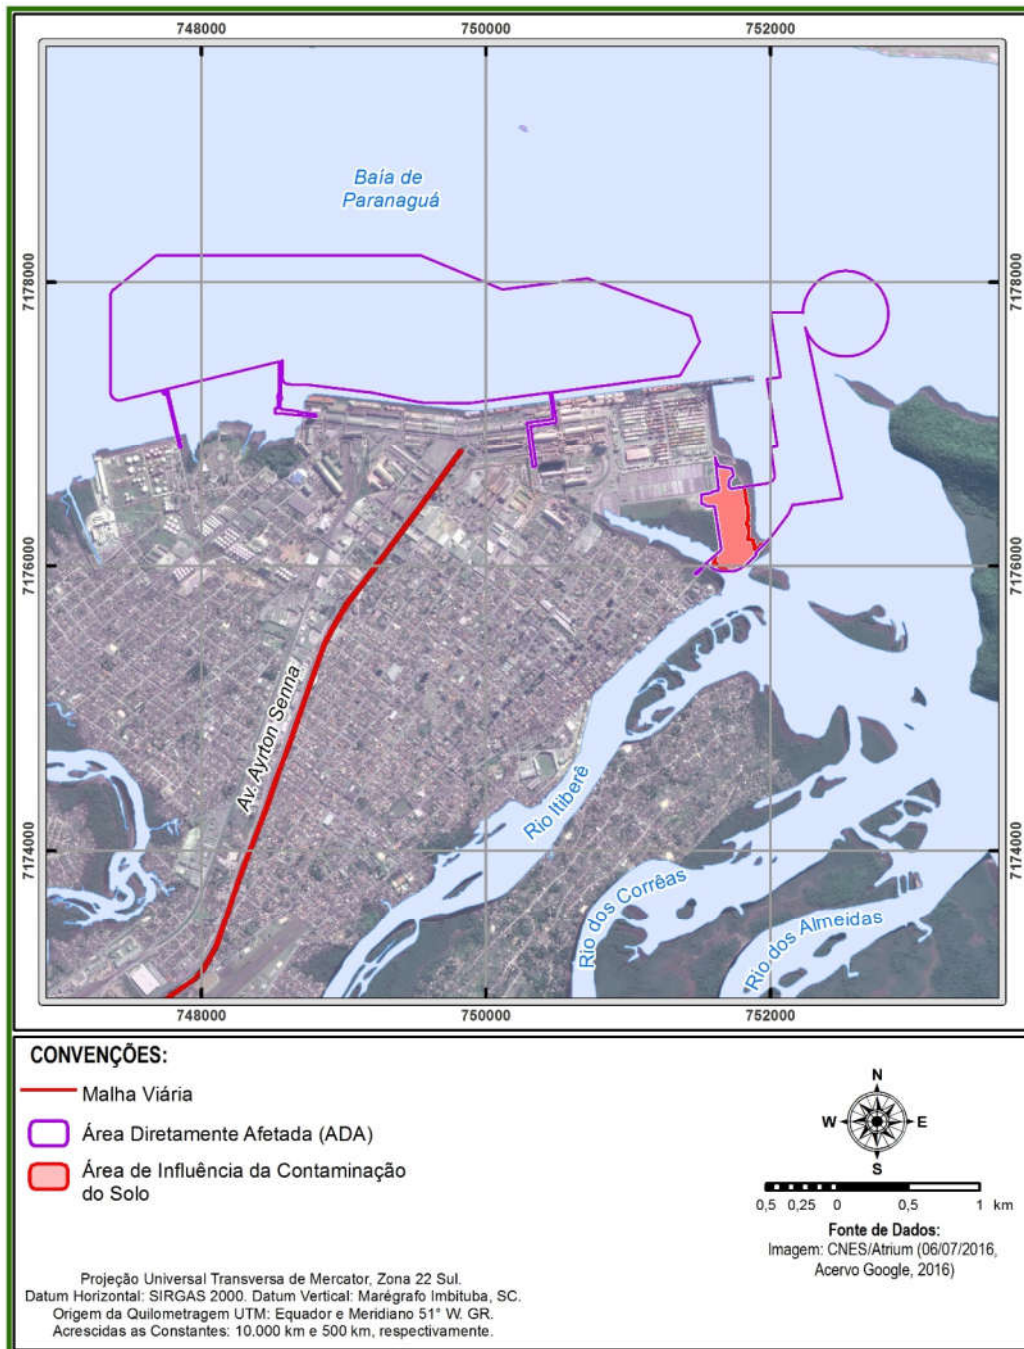 748000 750000 752000
Baía de
Paranaguá
7178000 7178000
7176000 7176000
Av. Ayrton Senna
Rio Itiberê
7174000 7174000
Rio dos Corrêas
Rio dos Almeidas
748000 750000 752000
CONVENÇÕES:
Malha Viária
Área Diretamente Afetada (ADA)
Área de Influência da Contaminação
do Solo
N
W E
S
0,5 0,25 0 0,5 1 km
Fonte de Dados:
Imagem: CNES/Atrium (06/07/2016,
Acervo Google, 2016)
Projeção Universal Transversa de Mercator, Zona 22 Sul.
Datum Horizontal: SIRGAS 2000. Datum Vertical: Marégrafo Imbituba, SC.
Origem da Quilometragem UTM: Equador e Meridiano 51° W. GR.
Acrescidas as Constantes: 10.000 km e 500 km, respectivamente.